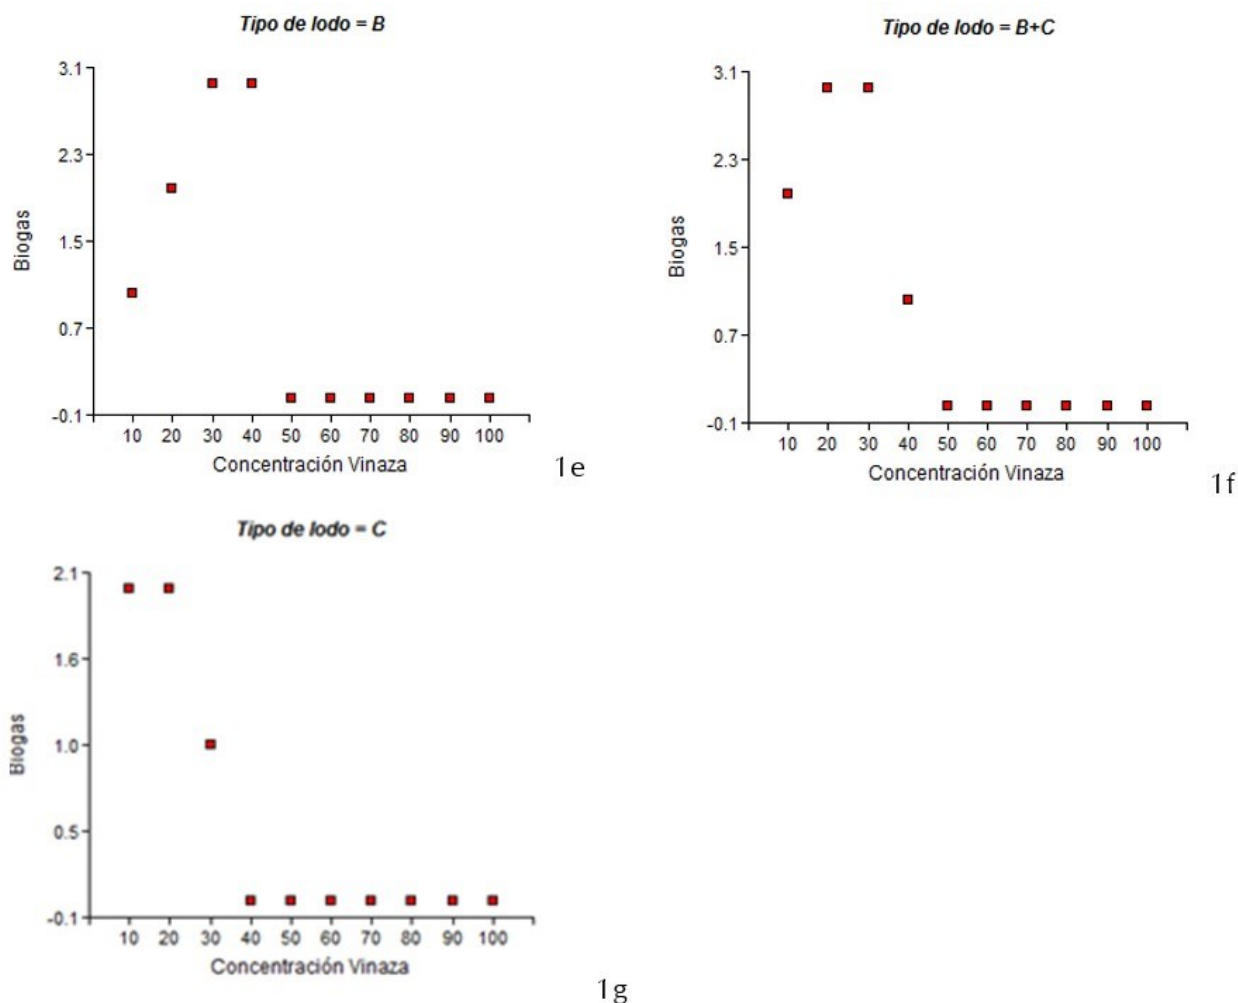 Tipo de lodo = B
3.1
2.3
1.5
0.7
-0.1
Biogas
10 20 30 40 50 60 70 80 90 100
Concentración Vinaza
1e
Tipo de lodo = B+C
3.1
2.3
1.5
0.7
-0.1
Biogas
10 20 30 40 50 60 70 80 90 100
Concentración Vinaza
1f
Tipo de lodo = C
2.1
1.6
1.0
0.5
-0.1
Biogas
10 20 30 40 50 60 70 80 90 100
Concentración Vinaza
1g